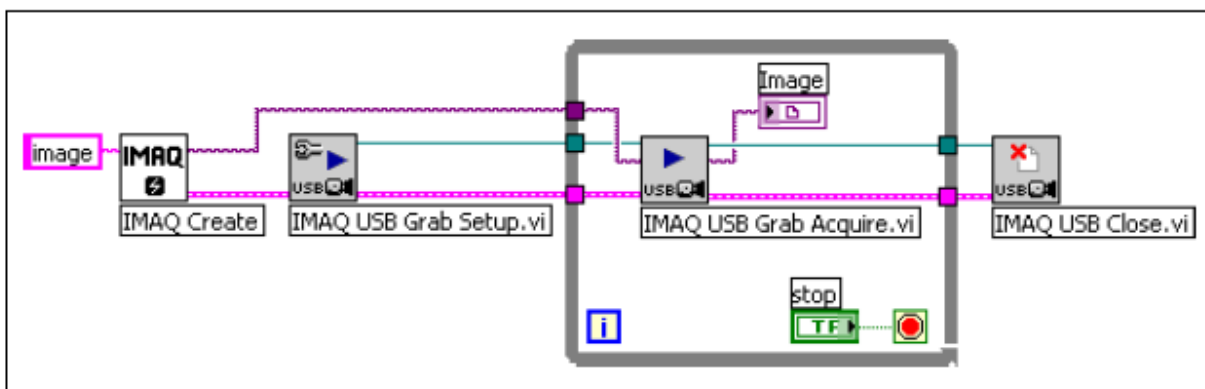 Image
image
IMAQ
USB
USB
USB
IMAQ Create
IMAQ USB Grab Setup.vi
IMAQ USB Grab Acquire.vi
IMAQ USB Close.vi
stop
i
TF